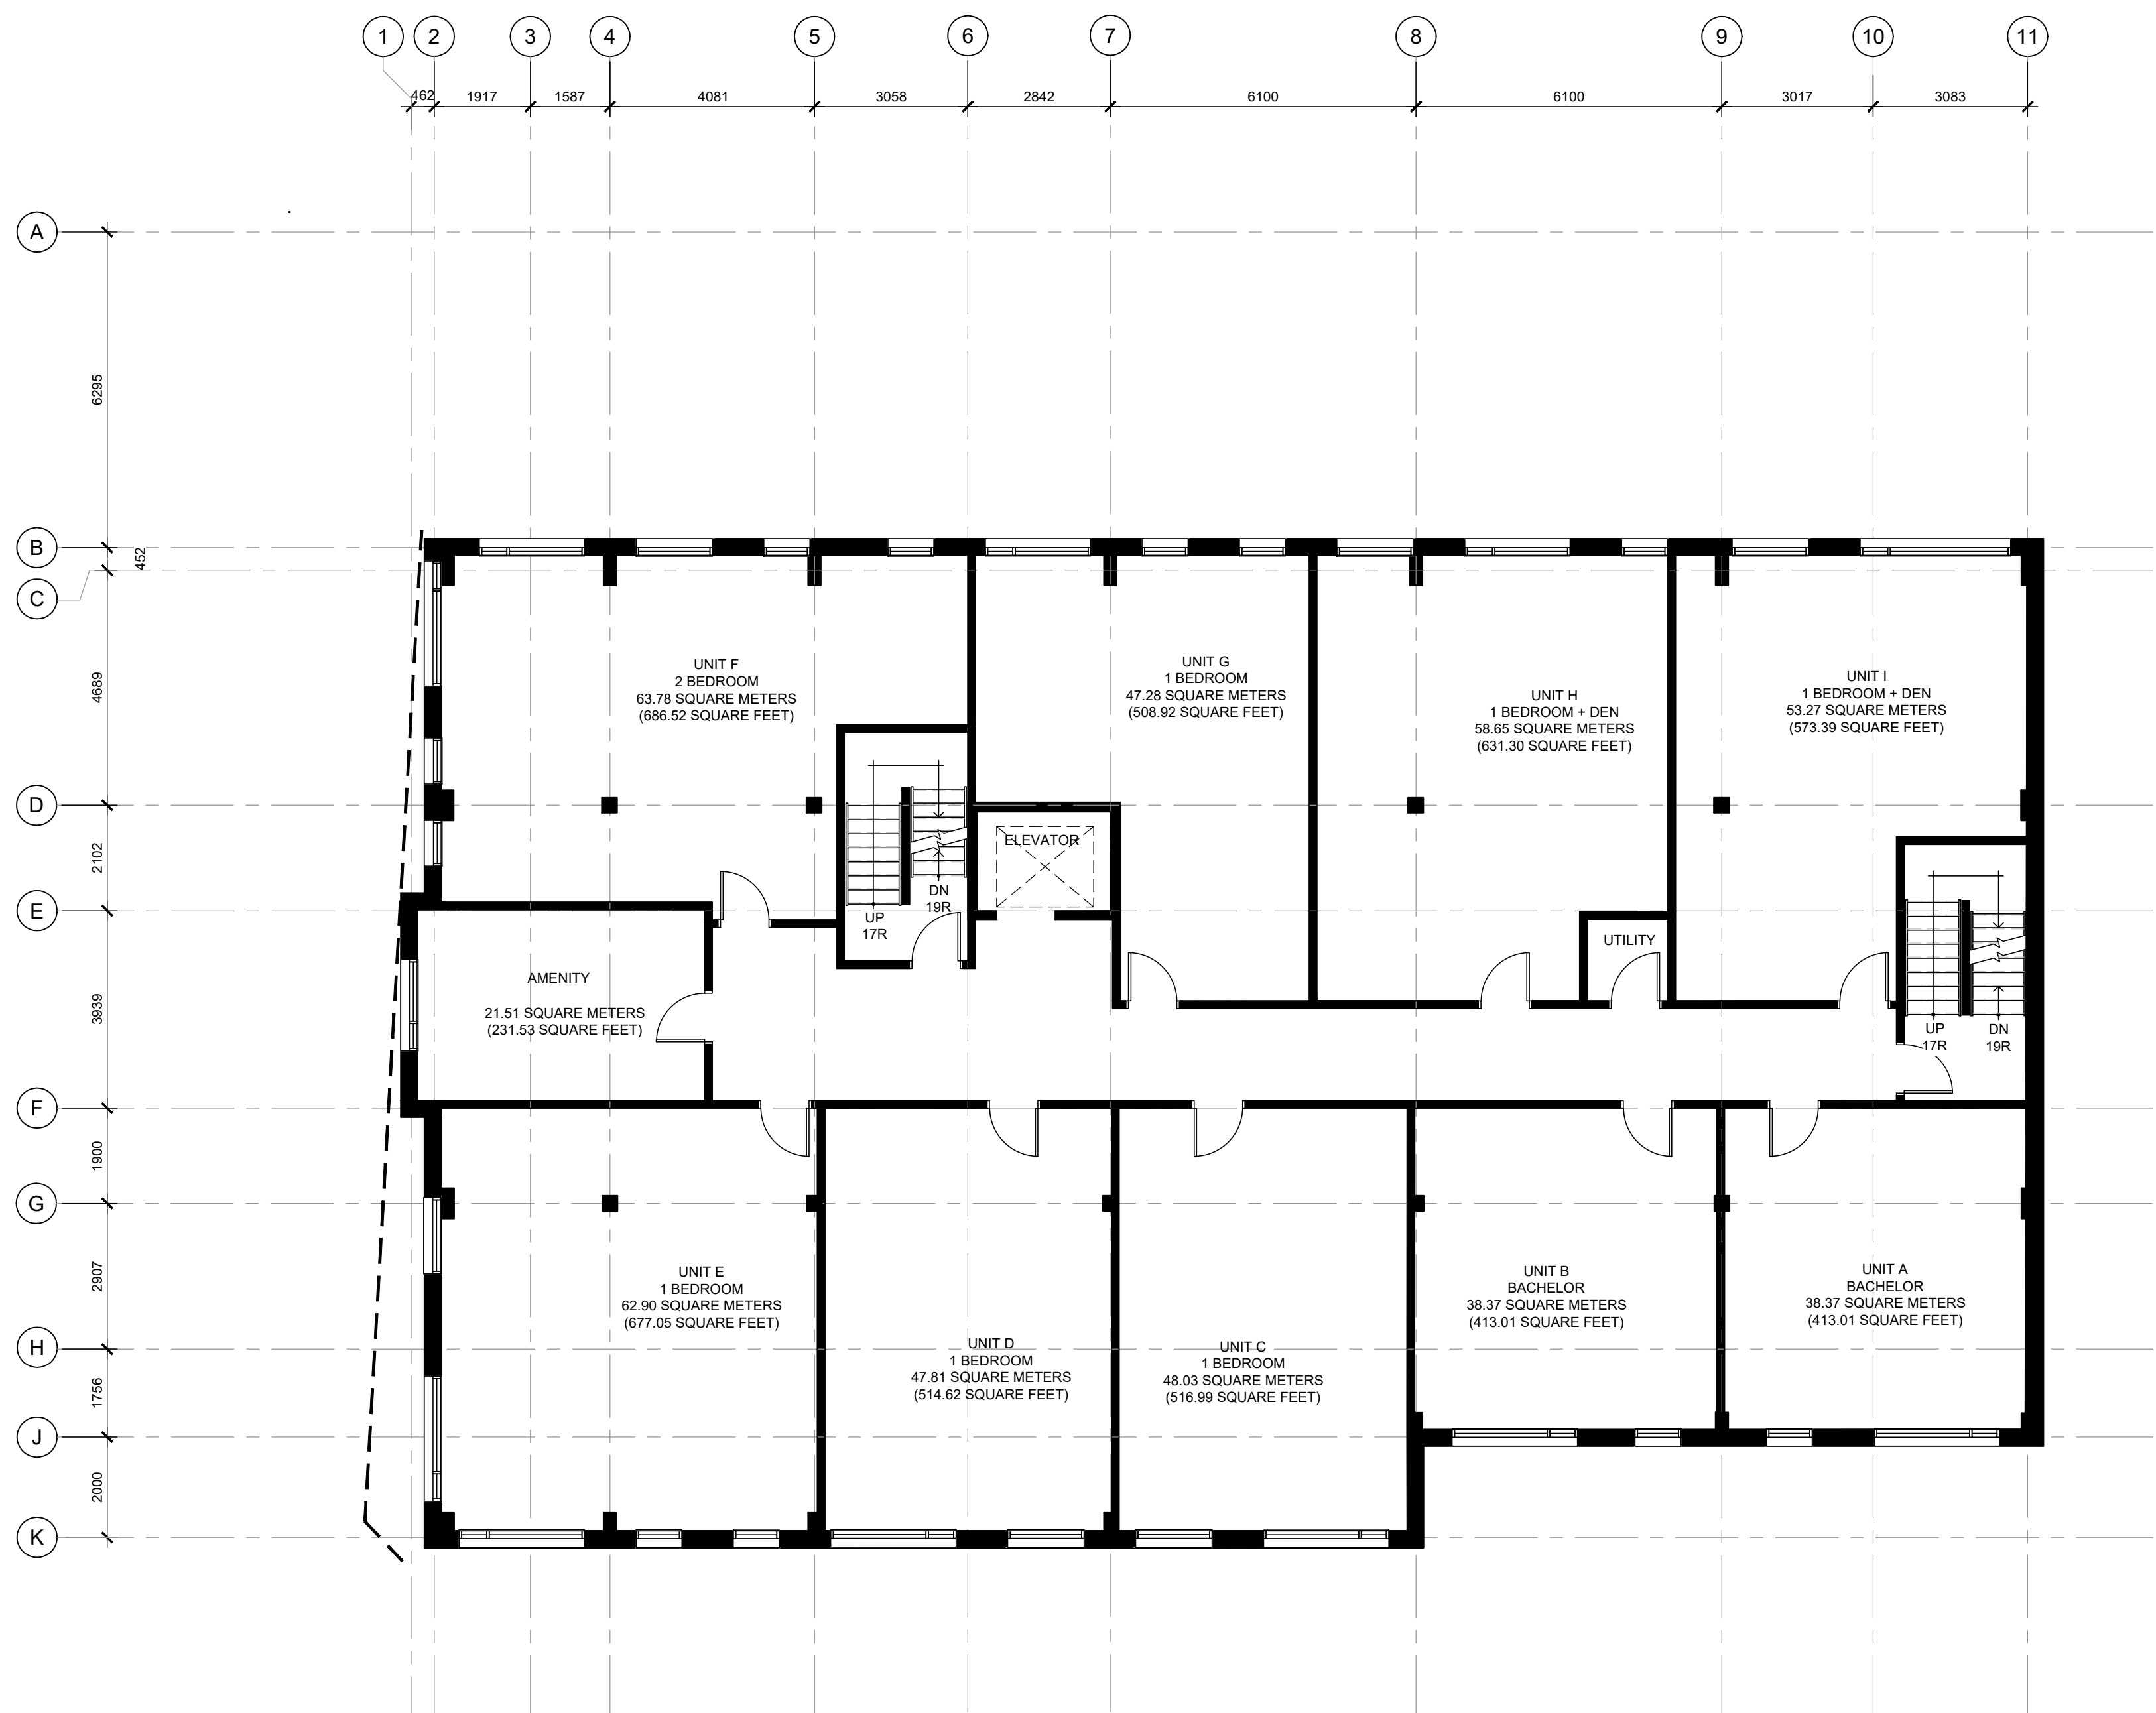 1 2 3 4 5 6 7 8 9 10 11
462 1917 1587 4081 3058 2842 6100 6100 3017 3083
A
6295
B
452
C
4689
D
2102
E
3939
F
1900
G
2907
H
1756
J
2000
K
UNIT F
2 BEDROOM
63.78 SQUARE METERS
(686.52 SQUARE FEET)
UNIT G
1 BEDROOM
47.28 SQUARE METERS
(508.92 SQUARE FEET)
UNIT H
1 BEDROOM + DEN
58.65 SQUARE METERS
(631.30 SQUARE FEET)
UNIT I
1 BEDROOM + DEN
53.27 SQUARE METERS
(573.39 SQUARE FEET)
ELEVATOR
DN
19R
UP
17R
UTILITY
AMENITY
21.51 SQUARE METERS
(231.53 SQUARE FEET)
UP
17R
DN
19R
UNIT E
1 BEDROOM
62.90 SQUARE METERS
(677.05 SQUARE FEET)
UNIT D
1 BEDROOM
47.81 SQUARE METERS
(514.62 SQUARE FEET)
UNIT C
1 BEDROOM
48.03 SQUARE METERS
(516.99 SQUARE FEET)
UNIT B
BACHELOR
38.37 SQUARE METERS
(413.01 SQUARE FEET)
UNIT A
BACHELOR
38.37 SQUARE METERS
(413.01 SQUARE FEET)